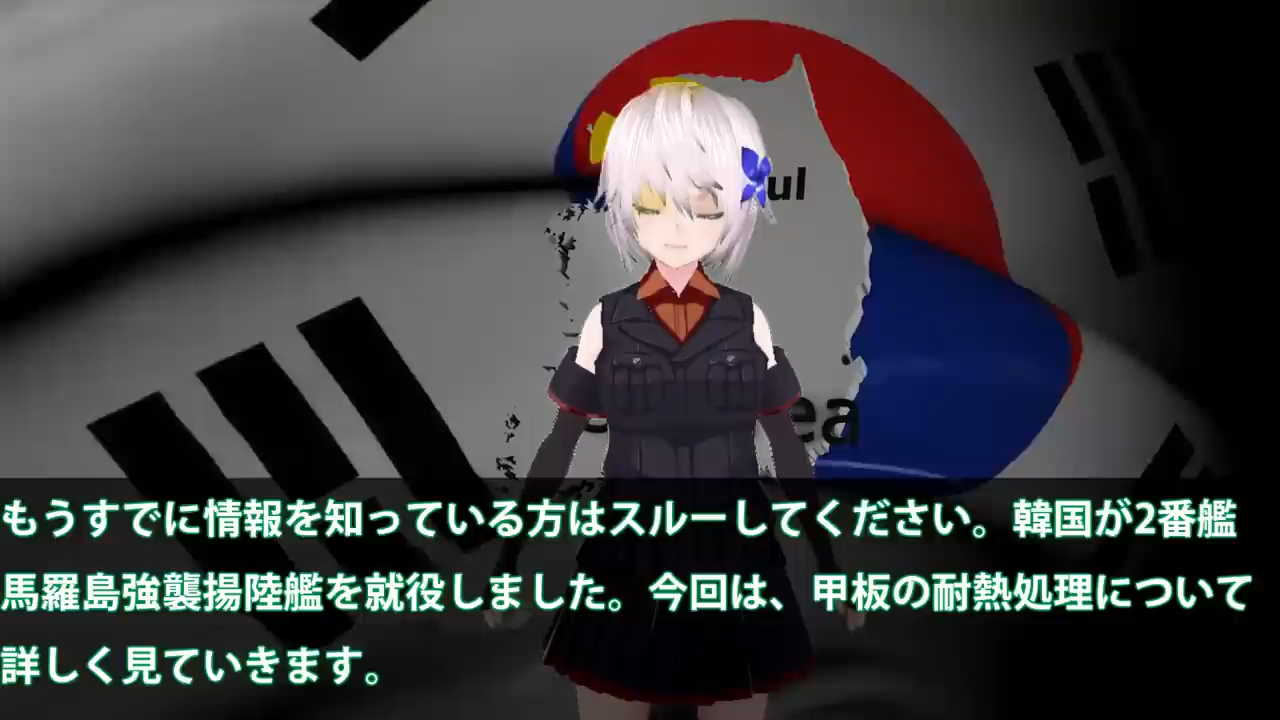 ul
ea
もうすでに情報を知っている方はスルーしてください。韓国が2番艦
馬羅島強襲揚陸艦を就役しました。今回は、甲板の耐熱処理について
詳しく見ていきます。